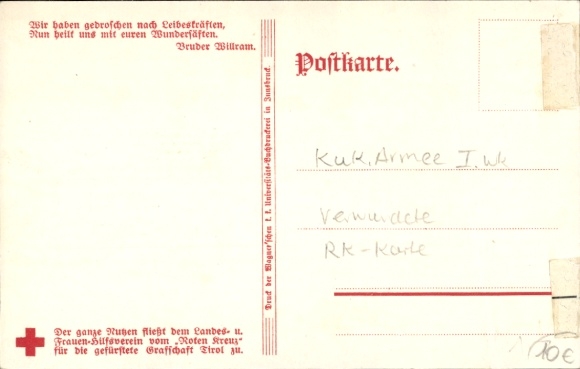 Wir haben gedroschen nach Leibeskräften,
Nun heilt uns mit euren Wundersäften.
Bruder Willram.
Druck der Wagner'schen k. k. Universitäts-Buchdruckerei in Innsbruck.
Der ganze Nutzen fließt dem Landes- u.
Frauen-Hilfsverein vom „Roten Kreuz“
für die gefürstete Grafschaft Tirol zu.
Postkarte.
KuK. Armee I. WK
Verwundete
RK-Karte
10€